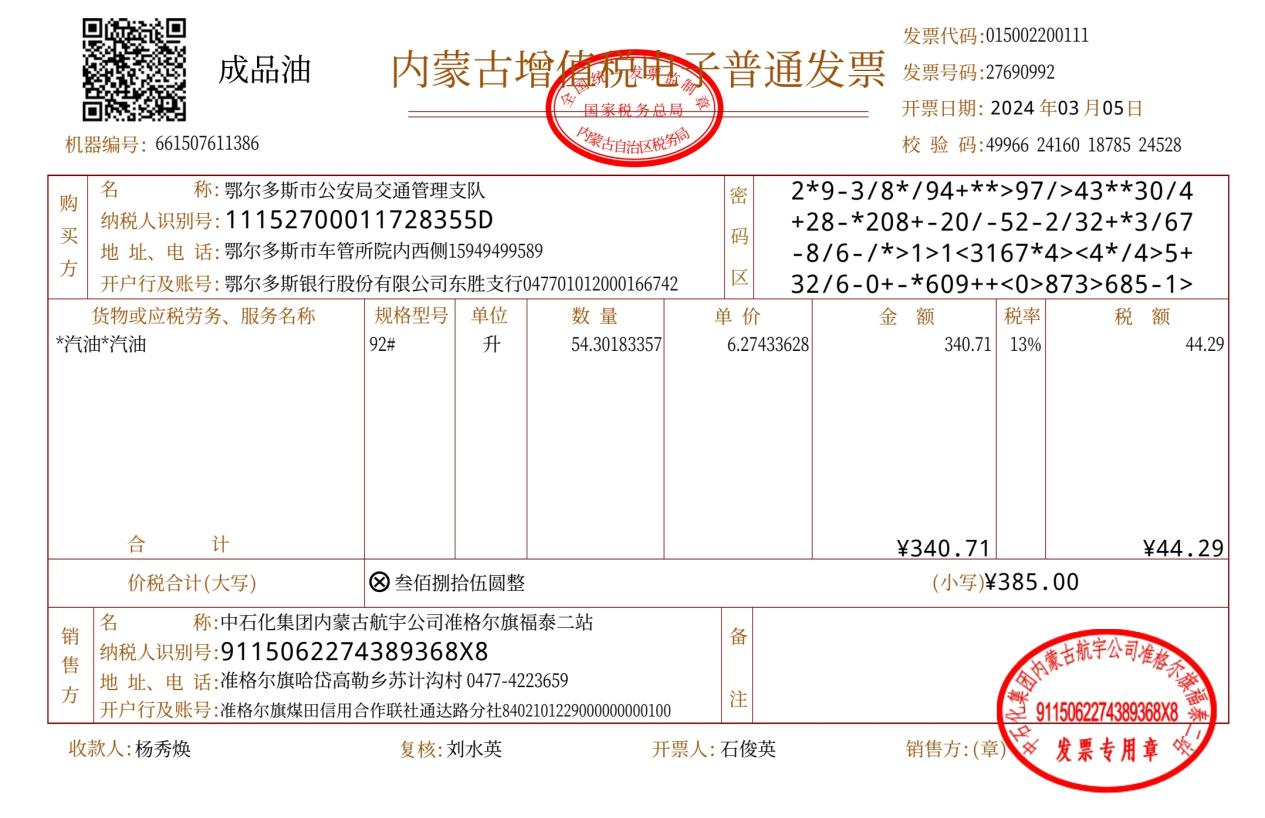 成品油
内蒙古增值税电子普通发票
全国统一发票监制章
国家税务总局
内蒙古自治区税务局
发票代码:015002200111
发票号码:27690992
开票日期: 2024 年03 月05日
校 验 码:49966 24160 18785 24528
机器编号: 661507611386
购买方
名 称: 鄂尔多斯市公安局交通管理支队
纳税人识别号: 11152700011728355D
地 址、电 话: 鄂尔多斯市车管所院内西侧15949499589
开户行及账号: 鄂尔多斯银行股份有限公司东胜支行047701012000166742
密码区
2*9-3/8*/94+**>97/>43**30/4
+28-*208+-20/-52-2/32+*3/67
-8/6-/*>1>1<3167*4><4*/4>5+
32/6-0+-*609++<0>873>685-1>
货物或应税劳务、服务名称 规格型号 单位 数 量 单 价 金 额 税率 税 额
*汽油*汽油 92# 升 54.30183357 6.27433628 340.71 13% 44.29
合 计 ¥340.71 ¥44.29
价税合计(大写) ⊗ 叁佰捌拾伍圆整 (小写)¥385.00
销售方
名 称:中石化集团内蒙古航宇公司准格尔旗福泰二站
纳税人识别号:9115062274389368X8
地 址、电 话:准格尔旗哈岱高勒乡苏计沟村 0477-4223659
开户行及账号:准格尔旗煤田信用合作联社通达路分社8402101229000000000100
备注
收款人: 杨秀焕 复核: 刘水英 开票人: 石俊英 销售方:(章)
中石化集团内蒙古航宇公司准格尔旗福泰二站
9115062274389368X8
发票专用章